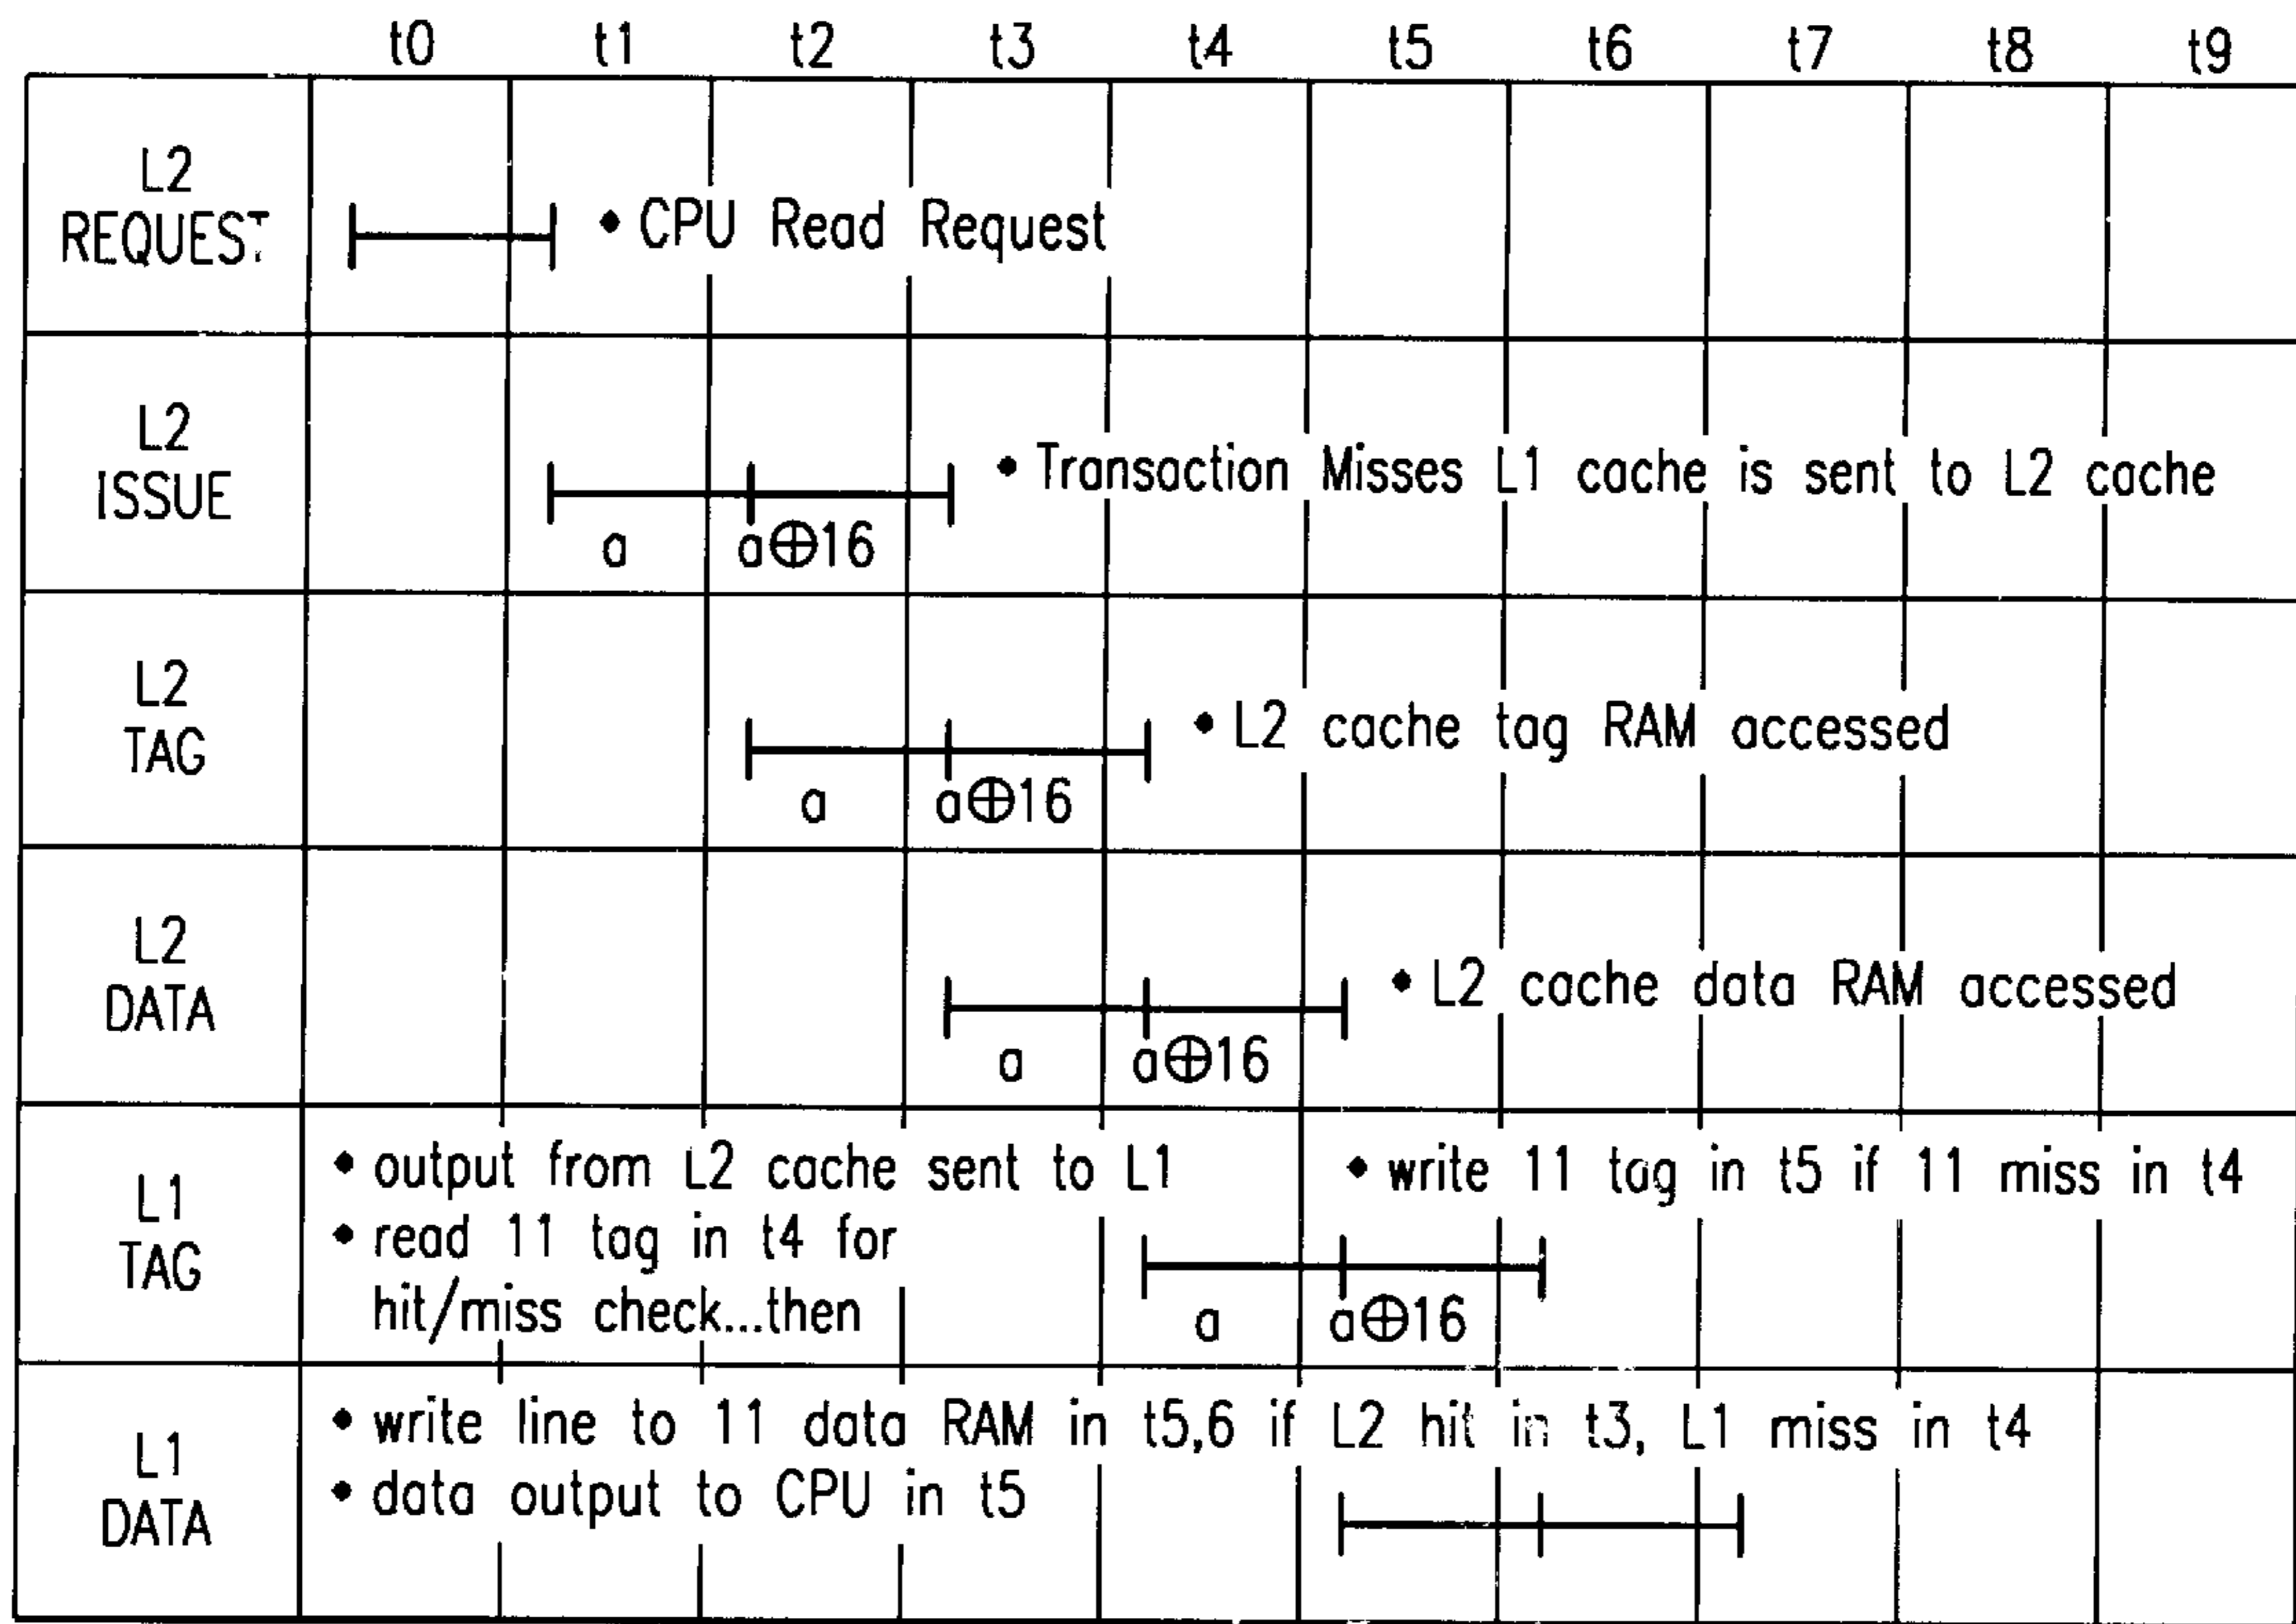 t0 t1 t2 t3 t4 t5 t6 t7 t8 t9
L2
REQUEST
• CPU Read Request
L2
ISSUE
• Transaction Misses L1 cache is sent to L2 cache
a a⊕16
L2
TAG
• L2 cache tag RAM accessed
a a⊕16
L2
DATA
• L2 cache data RAM accessed
a a⊕16
L1
TAG
• output from L2 cache sent to L1
• read 11 tag in t4 for
hit/miss check...then
• write 11 tag in t5 if 11 miss in t4
a a⊕16
L1
DATA
• write line to 11 data RAM in t5,6 if L2 hit in t3, L1 miss in t4
• data output to CPU in t5